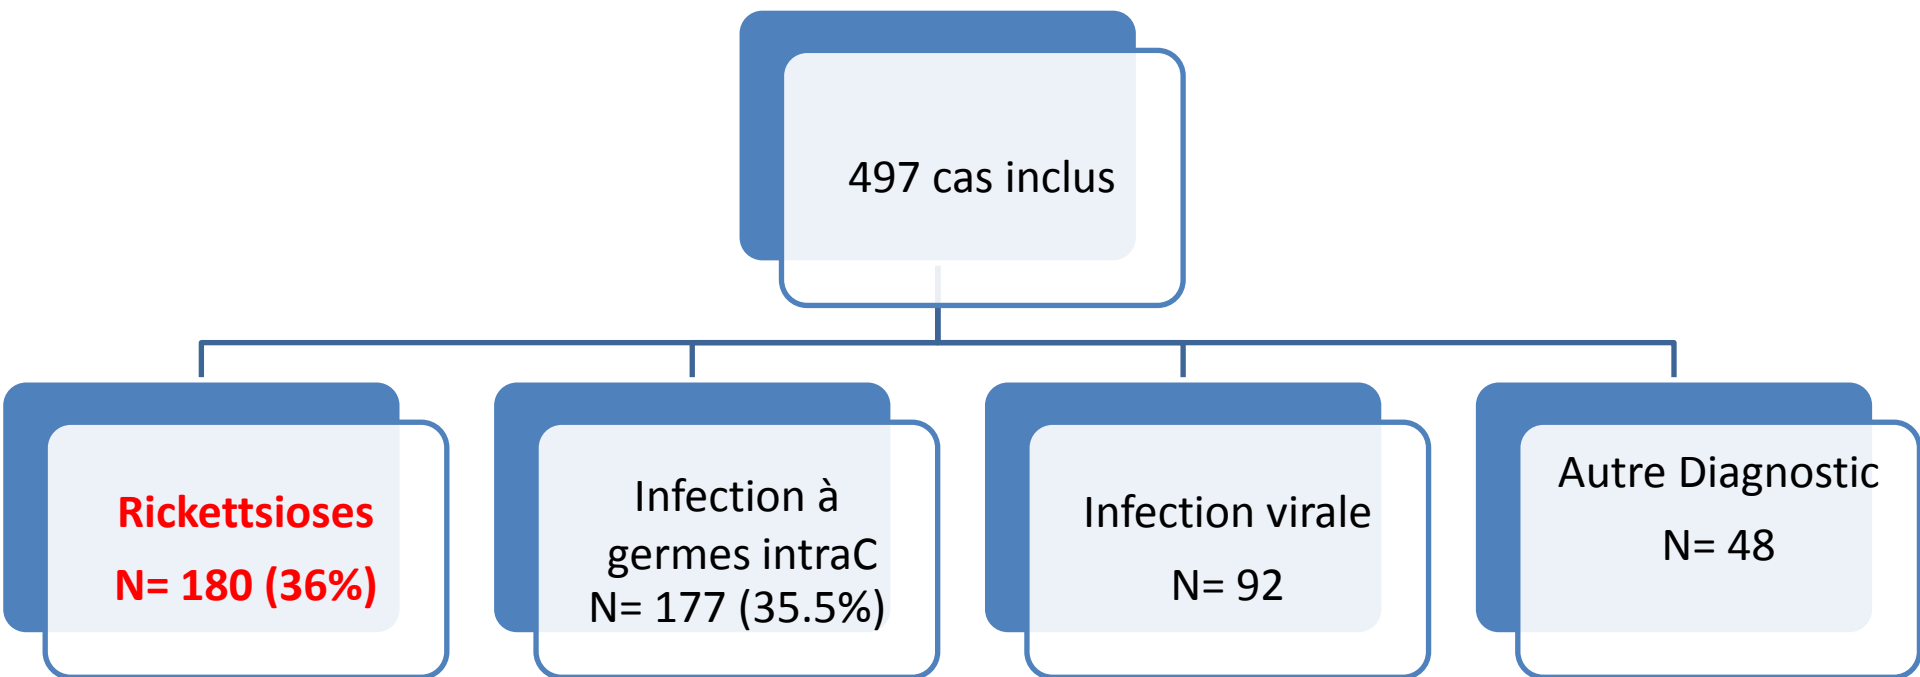 497 cas inclus
Rickettsioses
N= 180 (36%)
Infection à
germes intraC
N= 177 (35.5%)
Infection virale
N= 92
Autre Diagnostic
N= 48